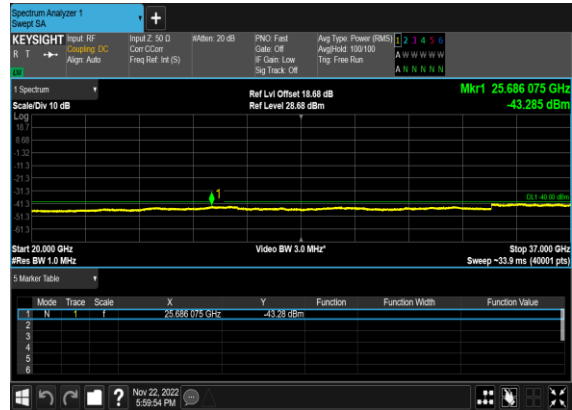 Spectrum Analyzer 1
Swept SA
+
KEYSIGHT Input: RF Input Z: 50 Ω #Atten: 20 dB PNO: Fast Avg Type: Power (RMS) 1 2 3 4 5 6
R T Coupling: DC Corr CCorr Gate: Off Avg|Hold: 100/100 A W W W W W
Align: Auto Freq Ref: Int (S) IF Gain: Low Trig: Free Run
Sig Track: Off A N N N N N
1 Spectrum Ref Lvl Offset 18.68 dB Mkr1 25.686 075 GHz
Scale/Div 10 dB Ref Level 28.68 dBm -43.285 dBm
Log
18.7
8.68
-1.32
-11.3
-21.3
-31.3 1 DL1 -40.00 dBm
-41.3
-51.3
-61.3
Start 20.000 GHz Video BW 3.0 MHz* Stop 37.000 GHz
#Res BW 1.0 MHz Sweep ~33.9 ms (40001 pts)
5 Marker Table
Mode Trace Scale X Y Function Function Width Function Value
1 N 1 f 25.686 075 GHz -43.28 dBm
2
3
4
5
6
? Nov 22, 2022
5:59:54 PM